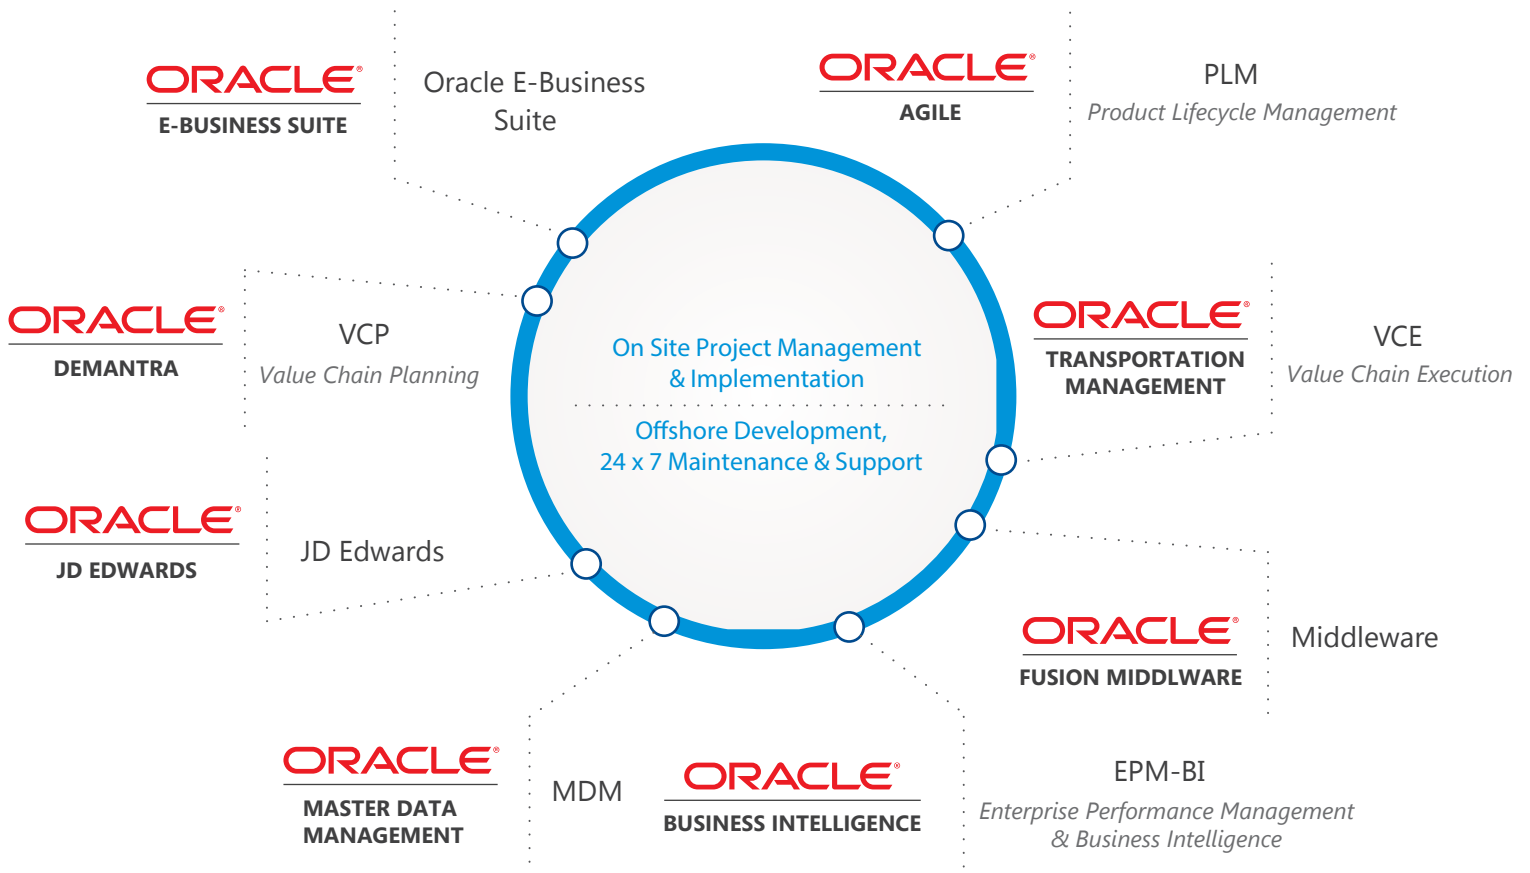 ORACLE®
E-BUSINESS SUITE
Oracle E-Business
Suite
ORACLE®
AGILE
PLM
Product Lifecycle Management
ORACLE®
DEMANTRA
VCP
Value Chain Planning
On Site Project Management
& Implementation
Offshore Development,
24 x 7 Maintenance & Support
ORACLE®
TRANSPORTATION
MANAGEMENT
VCE
Value Chain Execution
ORACLE®
JD EDWARDS
JD Edwards
ORACLE®
FUSION MIDDLWARE
Middleware
ORACLE®
MASTER DATA
MANAGEMENT
MDM
ORACLE®
BUSINESS INTELLIGENCE
EPM-BI
Enterprise Performance Management
& Business Intelligence